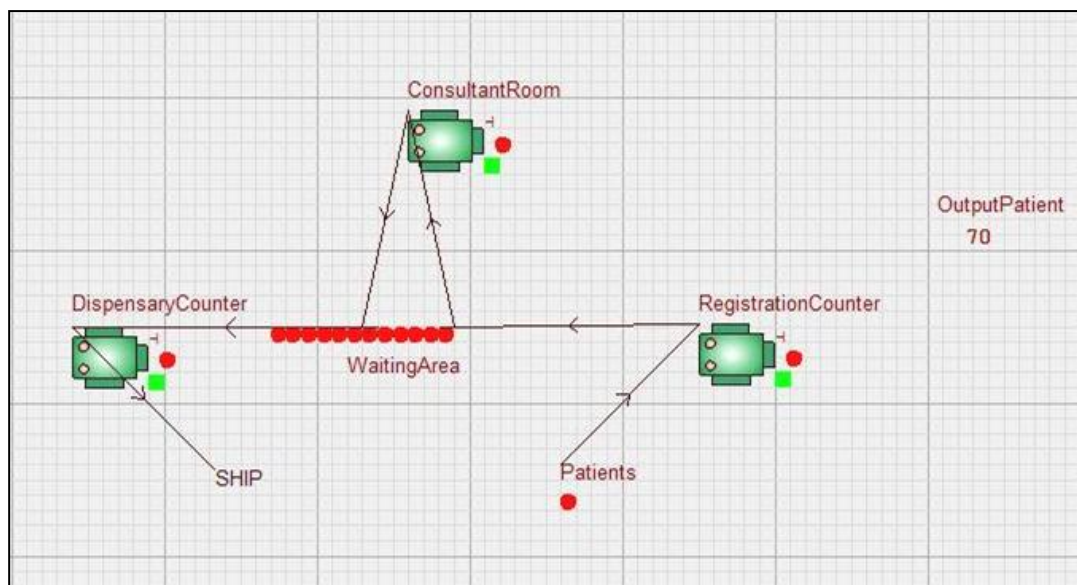 ConsultantRoom
OutputPatient
70
DispensaryCounter
RegistrationCounter
WaitingArea
SHIP
Patients